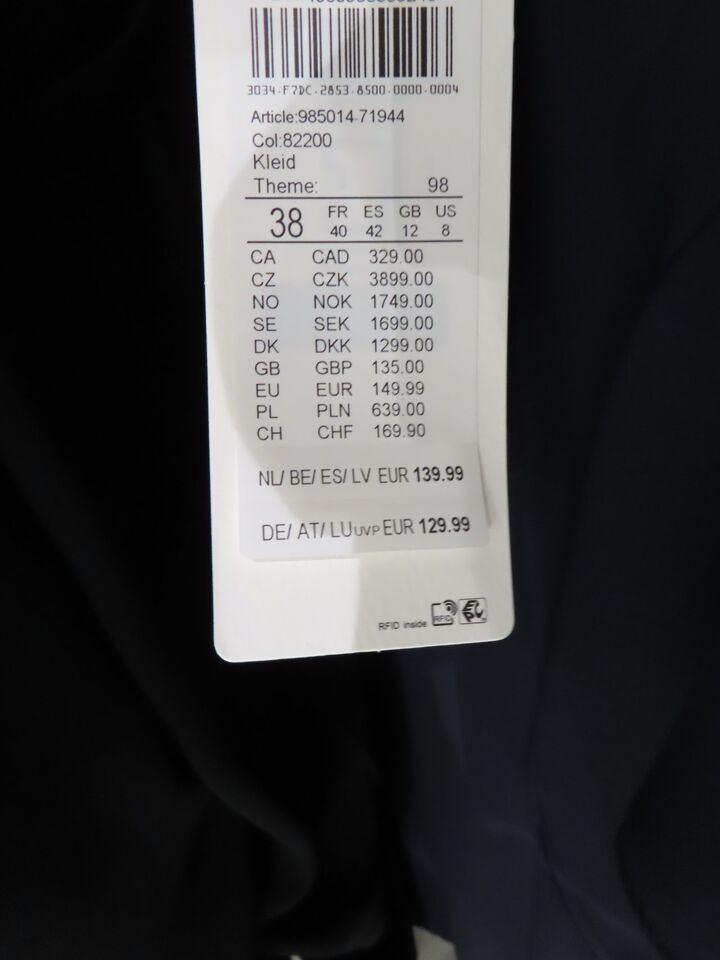 3034-F7DC-2853-8500-0000-0004
Article:985014-71944
Col:82200
Kleid
Theme: 98
38 FR ES GB US
40 42 12 8
CA CAD 329.00
CZ CZK 3899.00
NO NOK 1749.00
SE SEK 1699.00
DK DKK 1299.00
GB GBP 135.00
EU EUR 149.99
PL PLN 639.00
CH CHF 169.90
NL/ BE/ ES/ LV EUR 139.99
DE/ AT/ LU UVP EUR 129.99
RFID inside RFID